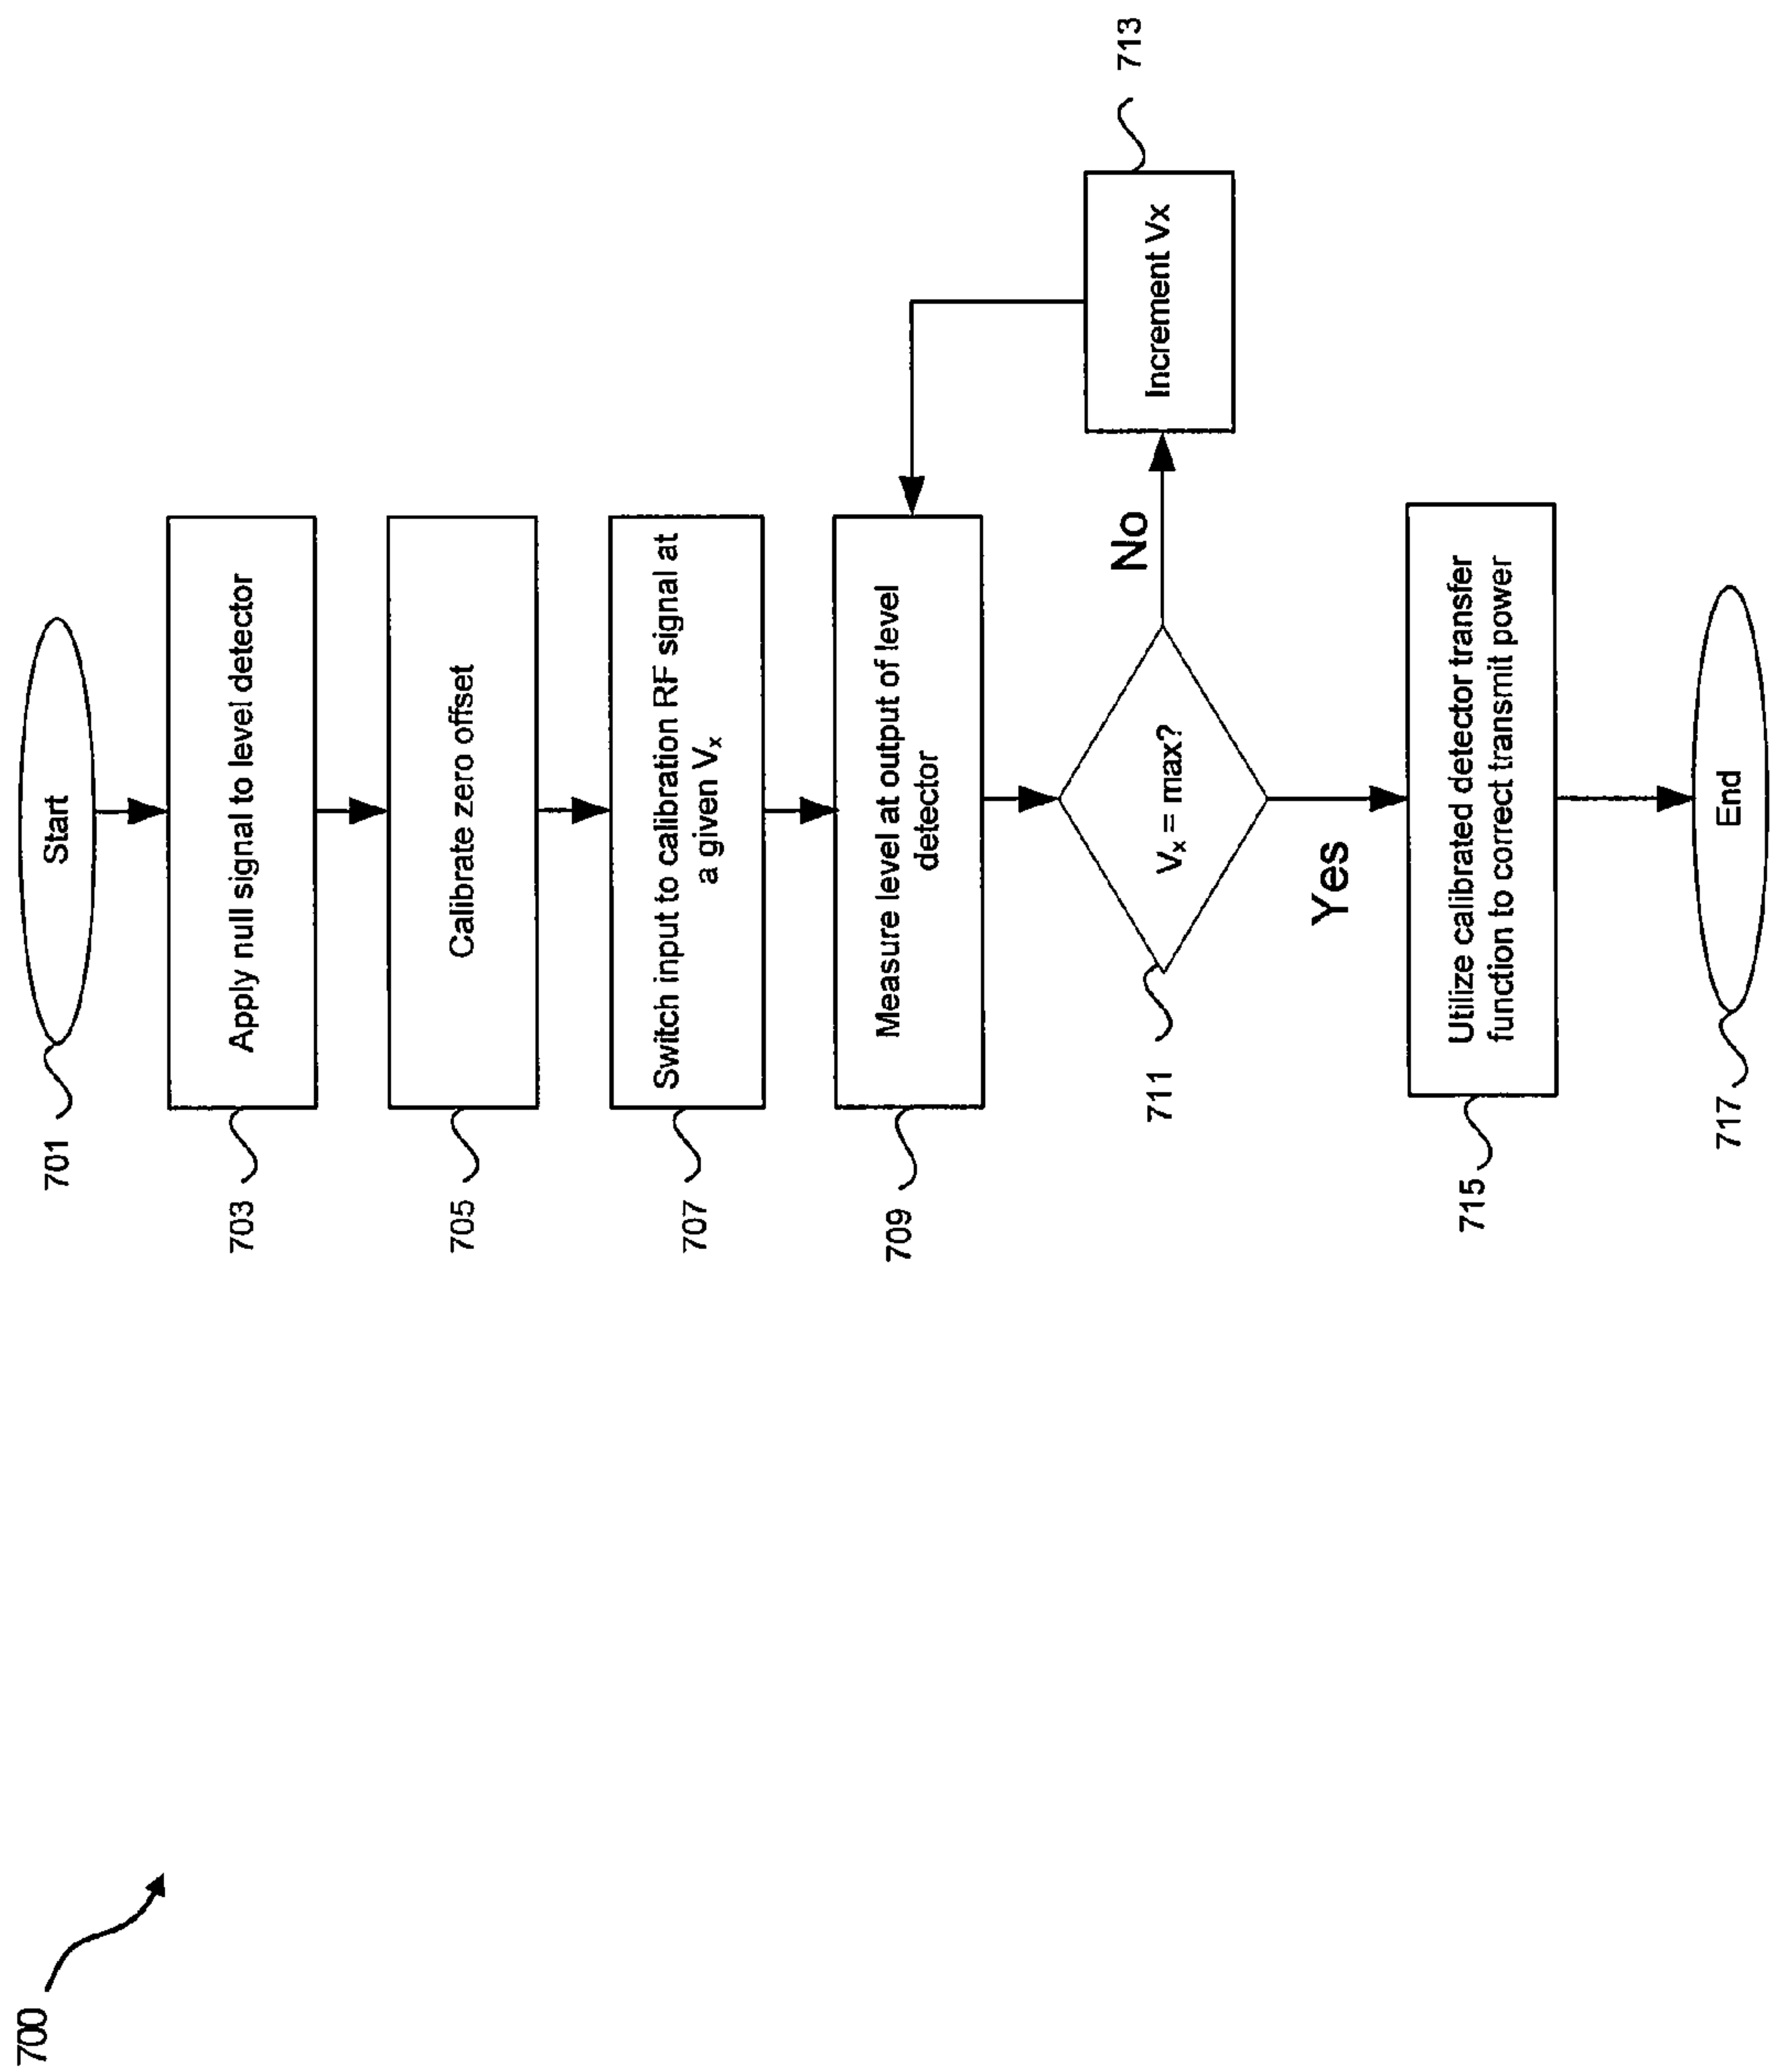 700
701
Start
703
Apply null signal to level detector
705
Calibrate zero offset
707
Switch input to calibration RF signal at
a given Vx
709
Measure level at output of level
detector
711
Vx = max?
No
Increment Vx
713
Yes
715
Utilize calibrated detector transfer
function to correct transmit power
717
End